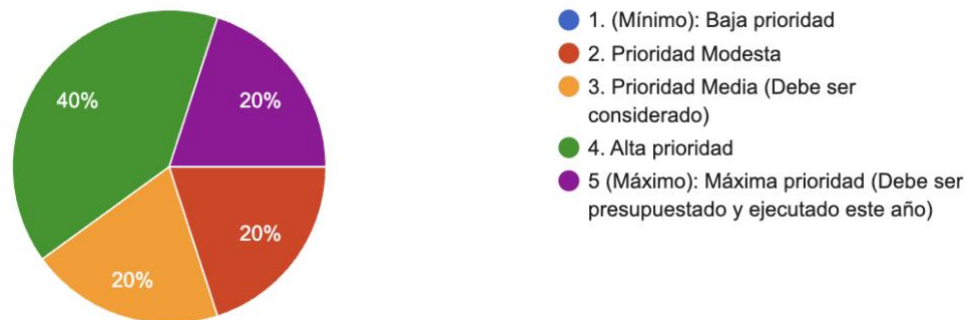 40%
20%
20%
20%
1. (Mínimo): Baja prioridad
2. Prioridad Modesta
3. Prioridad Media (Debe ser
considerado)
4. Alta prioridad
5 (Máximo): Máxima prioridad (Debe ser
presupuestado y ejecutado este año)